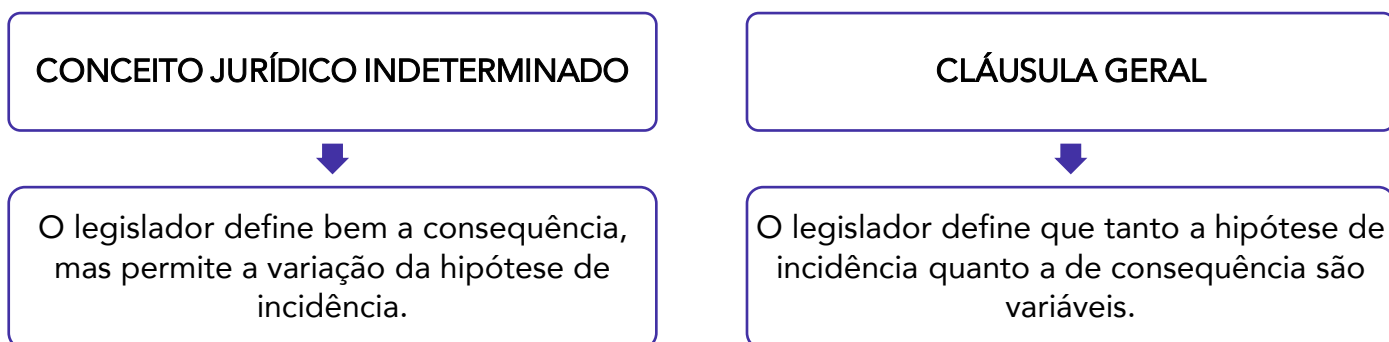 CONCEITO JURÍDICO INDETERMINADO
O legislador define bem a consequência,
mas permite a variação da hipótese de
incidência.
CLÁUSULA GERAL
O legislador define que tanto a hipótese de
incidência quanto a de consequência são
variáveis.